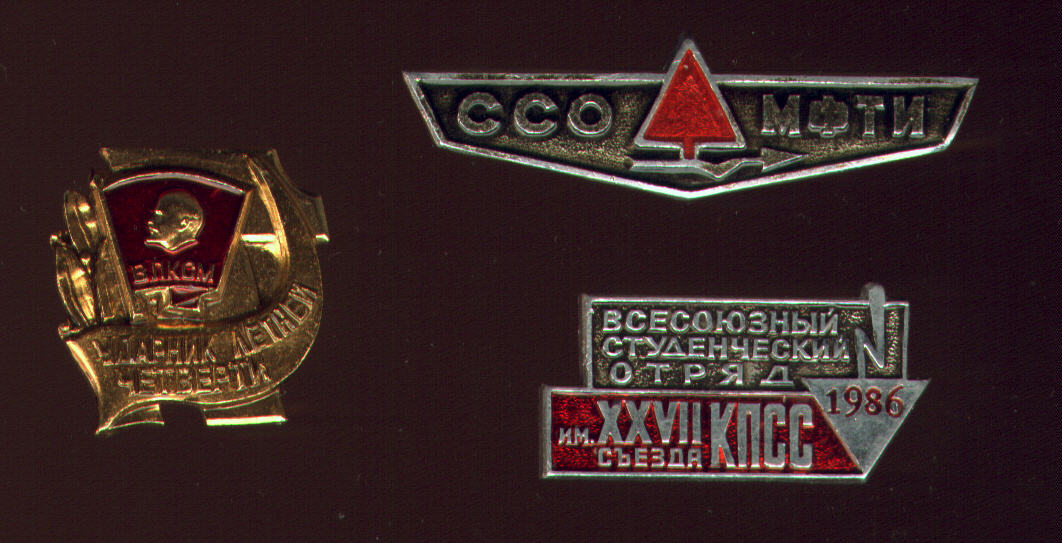 ССО МФТИ
ВЛКСМ
УДАРНИК ЛЕТНЕЙ
ЧЕТВЕРТИ
ВСЕСОЮЗНЫЙ
СТУДЕНЧЕСКИЙ
ОТРЯД
1986
ИМ. XXVII КПСС
СЪЕЗДА